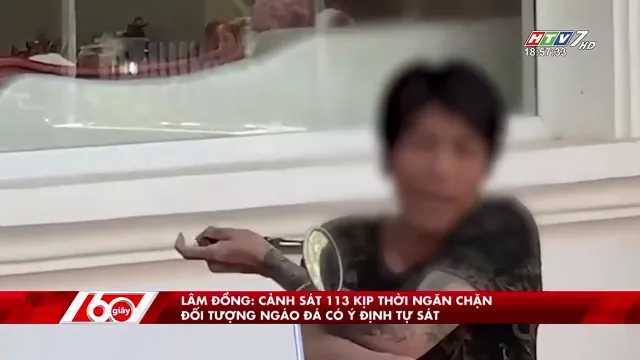 HTV7 HD
18:57:33
60 giây
LÂM ĐỒNG: CẢNH SÁT 113 KỊP THỜI NGĂN CHẶN
ĐỐI TƯỢNG NGÁO ĐÁ CÓ Ý ĐỊNH TỰ SÁT